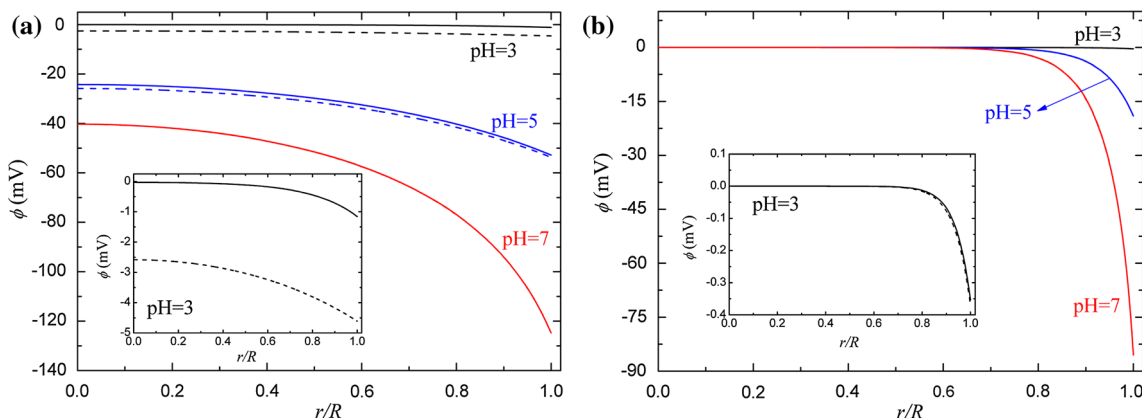 (a)
0
-20
-40
-60
-80
-100
-120
-140
ϕ (mV)
pH=3
pH=5
pH=7
0.0 0.2 0.4 0.6 0.8 1.0
r/R
0
-1
-2
-3
-4
-5
ϕ (mV)
pH=3
0.0 0.2 0.4 0.6 0.8 1.0
r/R
(b)
0
-15
-30
-45
-60
-75
-90
ϕ (mV)
pH=3
pH=5
pH=7
0.0 0.2 0.4 0.6 0.8 1.0
r/R
0.1
0.0
-0.1
-0.2
-0.3
-0.4
ϕ (mV)
pH=3
0.0 0.2 0.4 0.6 0.8 1.0
r/R